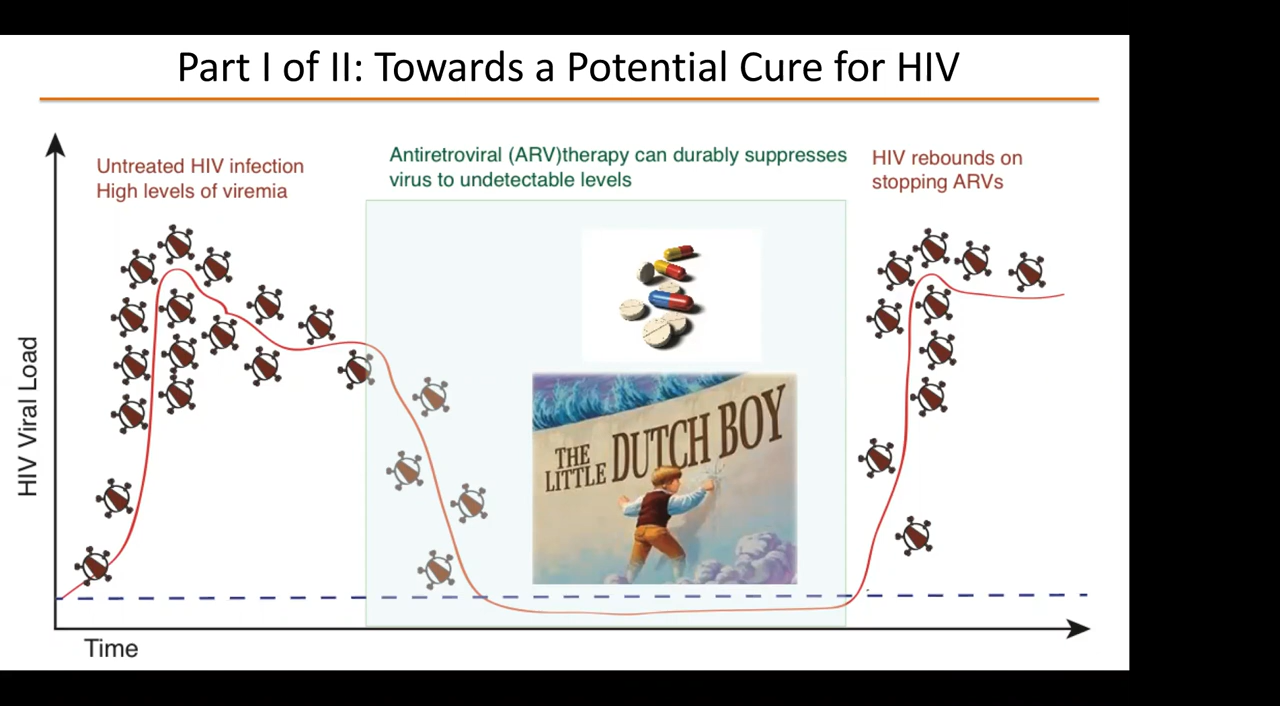 Part I of II: Towards a Potential Cure for HIV
Untreated HIV infection
High levels of viremia
Antiretroviral (ARV)therapy can durably suppresses
virus to undetectable levels
HIV rebounds on
stopping ARVs
HIV Viral Load
THE
LITTLE DUTCH BOY
Time